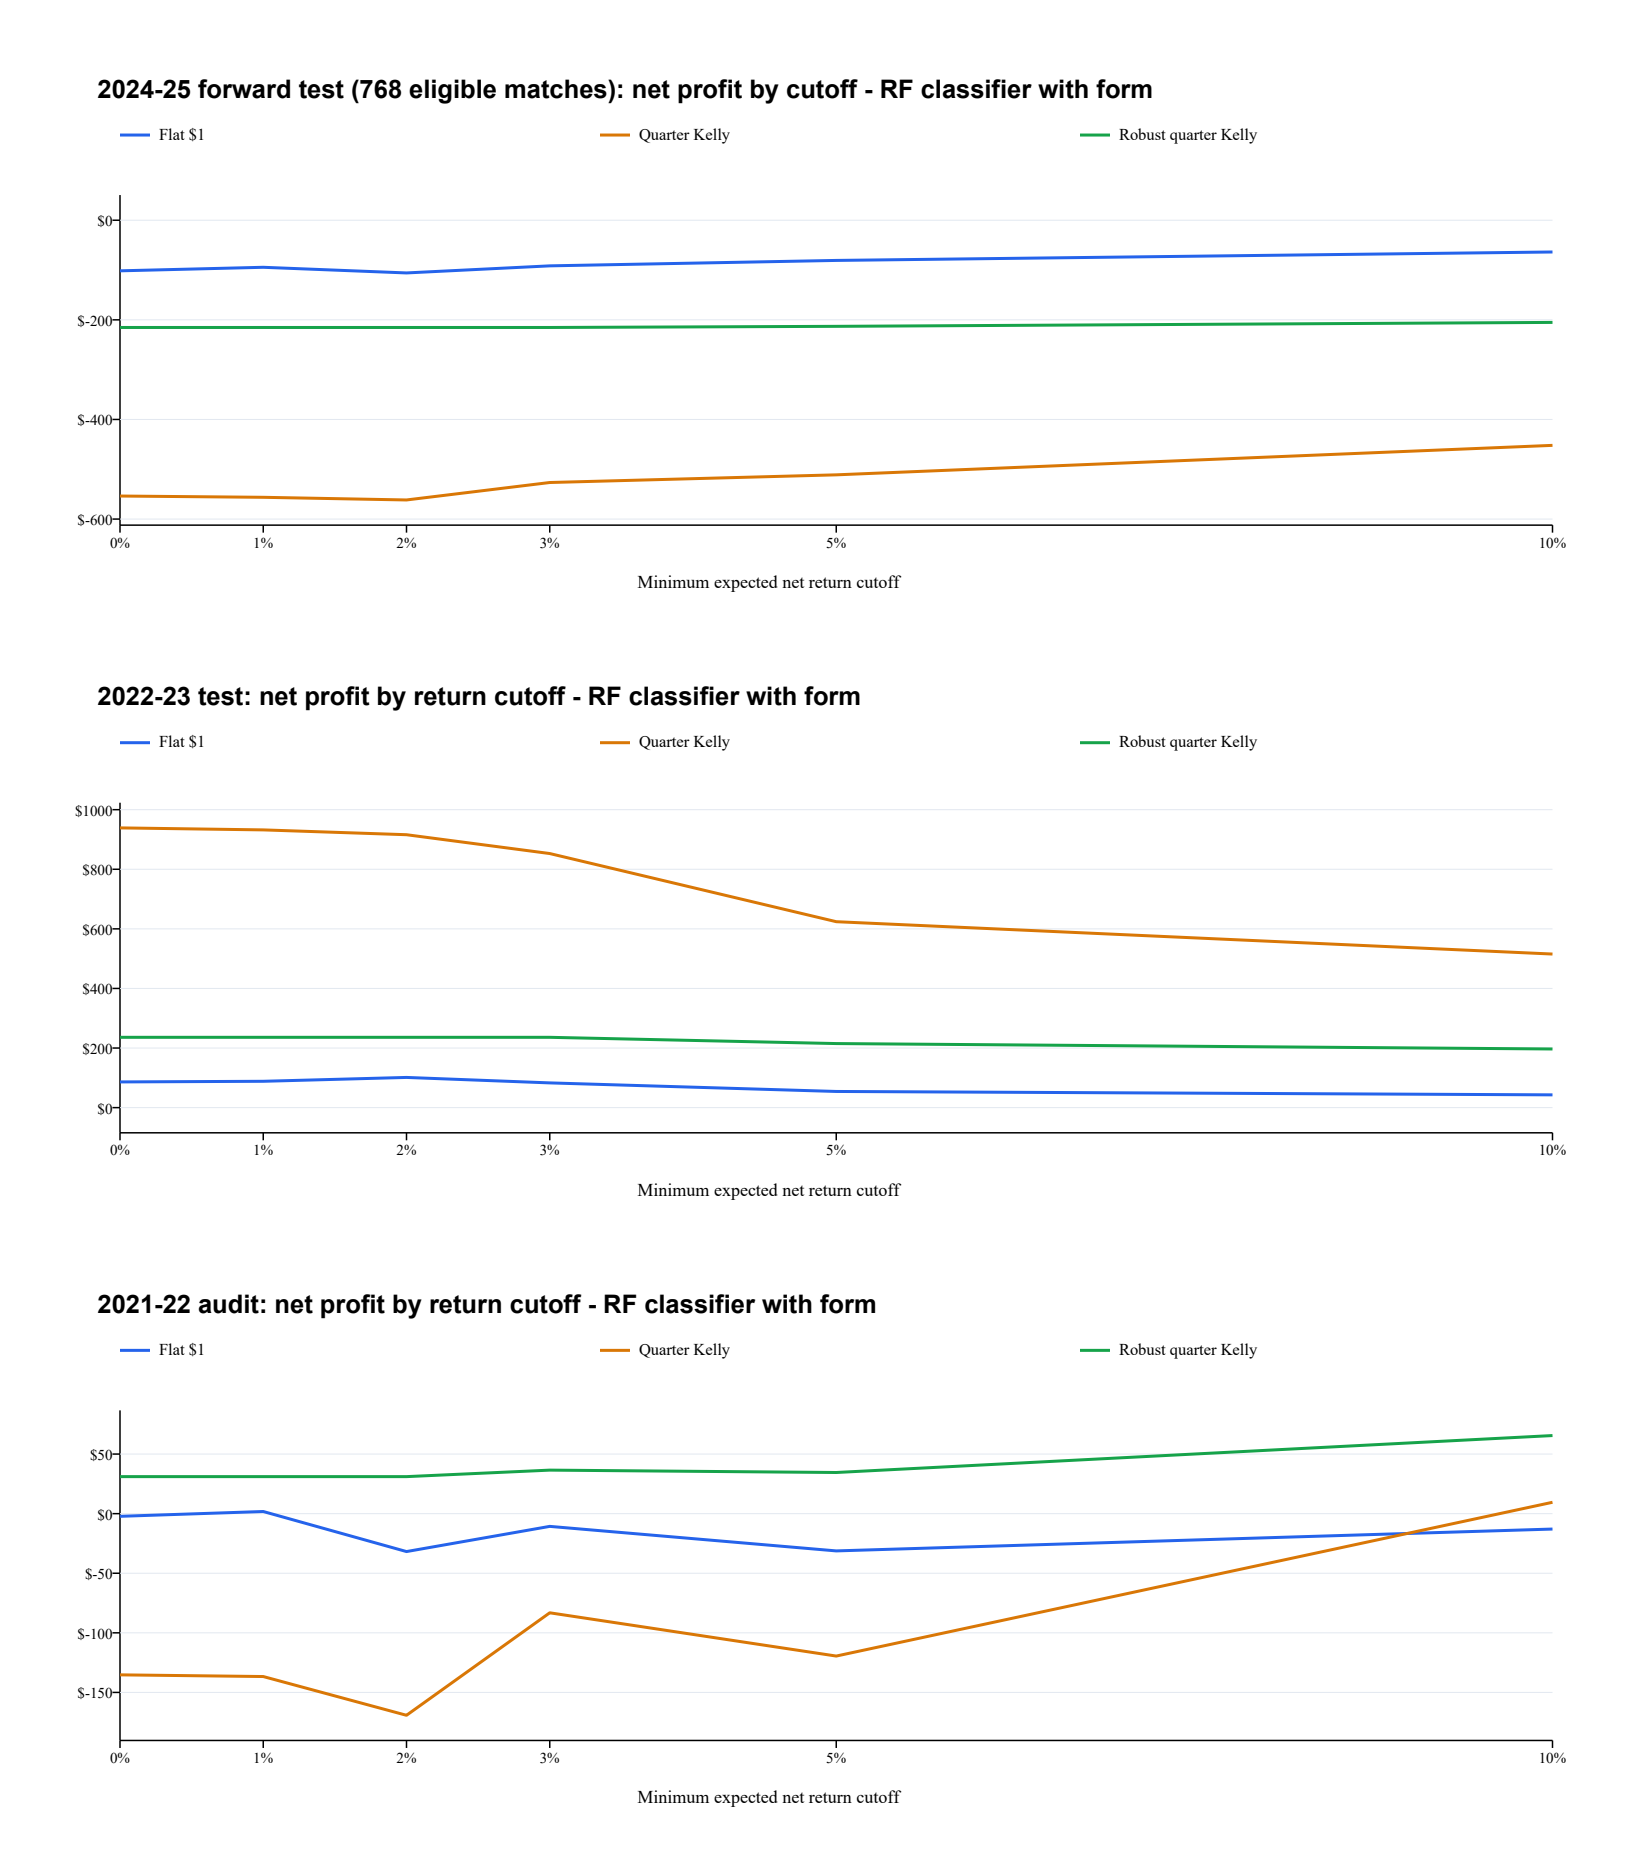 2024-25 forward test (768 eligible matches): net profit by cutoff - RF classifier with form
Flat $1 Quarter Kelly Robust quarter Kelly
$0
$-200
$-400
$-600
0% 1% 2% 3% 5% 10%
Minimum expected net return cutoff
2022-23 test: net profit by return cutoff - RF classifier with form
Flat $1 Quarter Kelly Robust quarter Kelly
$1000
$800
$600
$400
$200
$0
0% 1% 2% 3% 5% 10%
Minimum expected net return cutoff
2021-22 audit: net profit by return cutoff - RF classifier with form
Flat $1 Quarter Kelly Robust quarter Kelly
$50
$0
$-50
$-100
$-150
0% 1% 2% 3% 5% 10%
Minimum expected net return cutoff